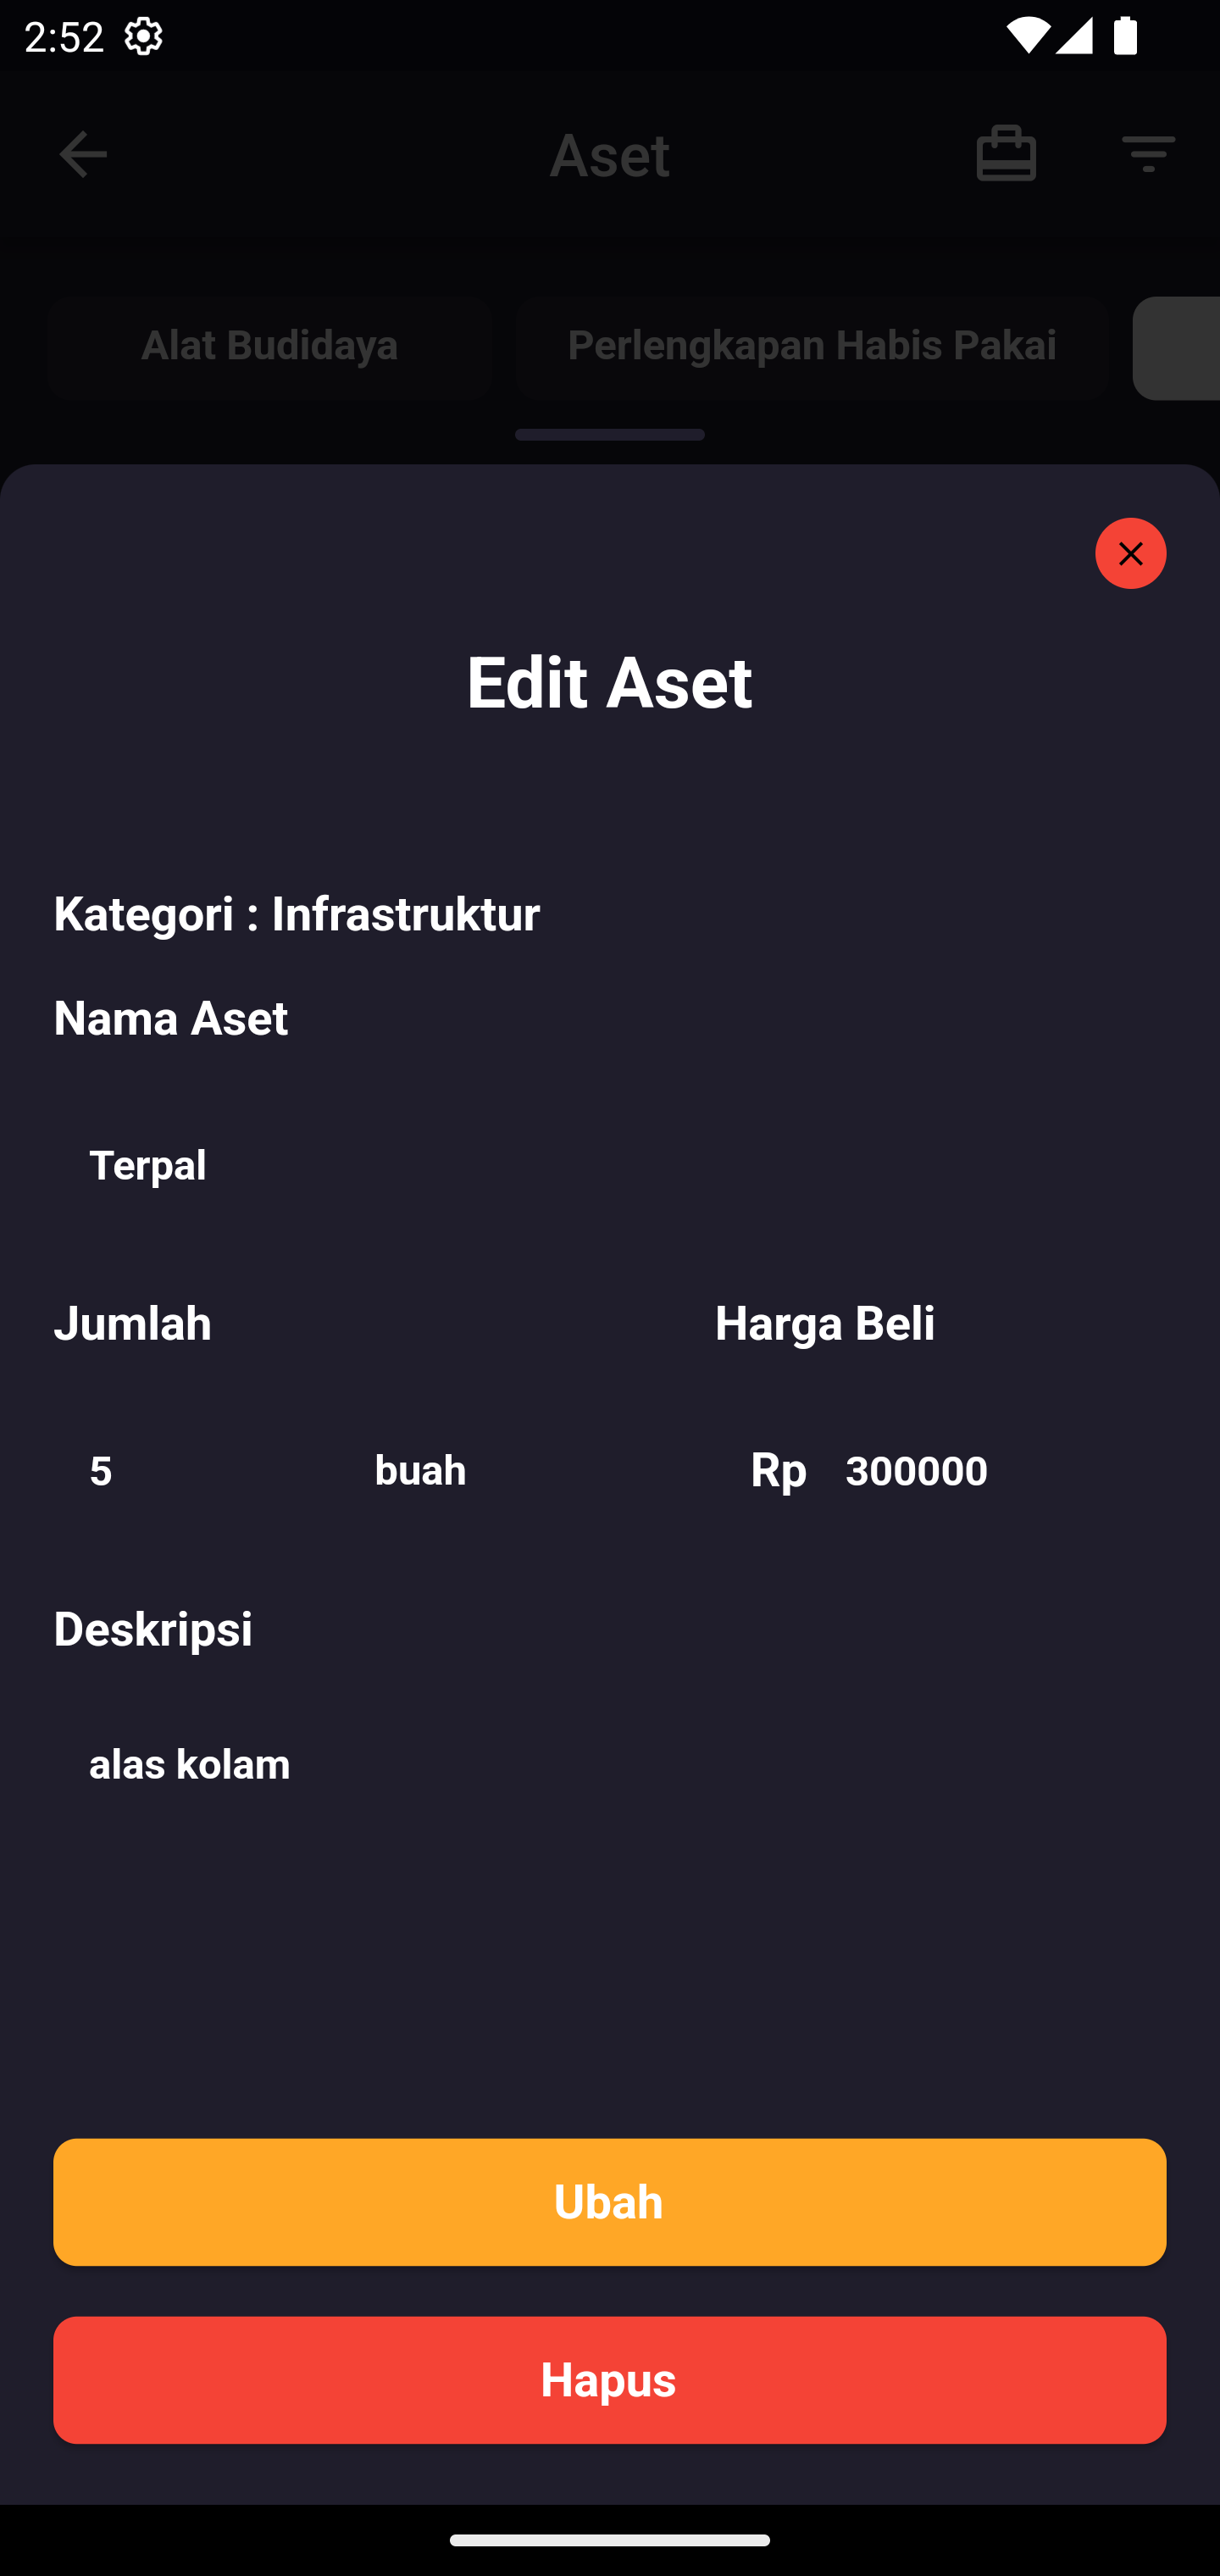 2:52
Aset
Alat Budidaya Perlengkapan Habis Pakai
Edit Aset
Kategori : Infrastruktur
Nama Aset
Terpal
Jumlah Harga Beli
5 buah Rp 300000
Deskripsi
alas kolam
Ubah
Hapus